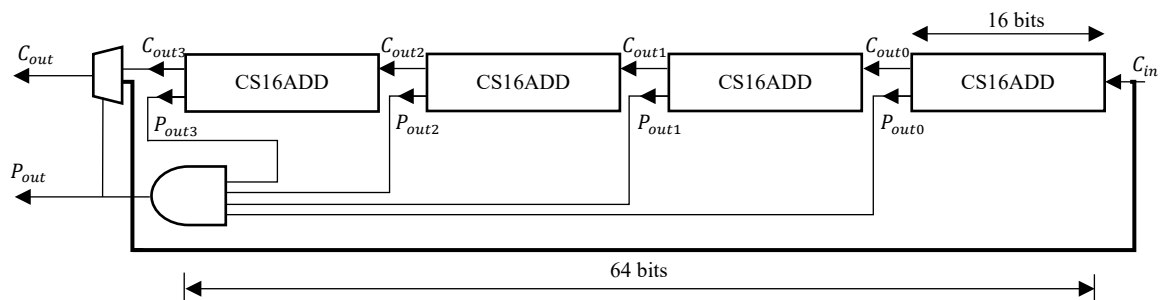 16 bits
C_out C_out3 C_out2 C_out1 C_out0 C_in
CS16ADD CS16ADD CS16ADD CS16ADD
P_out3 P_out2 P_out1 P_out0
P_out
64 bits